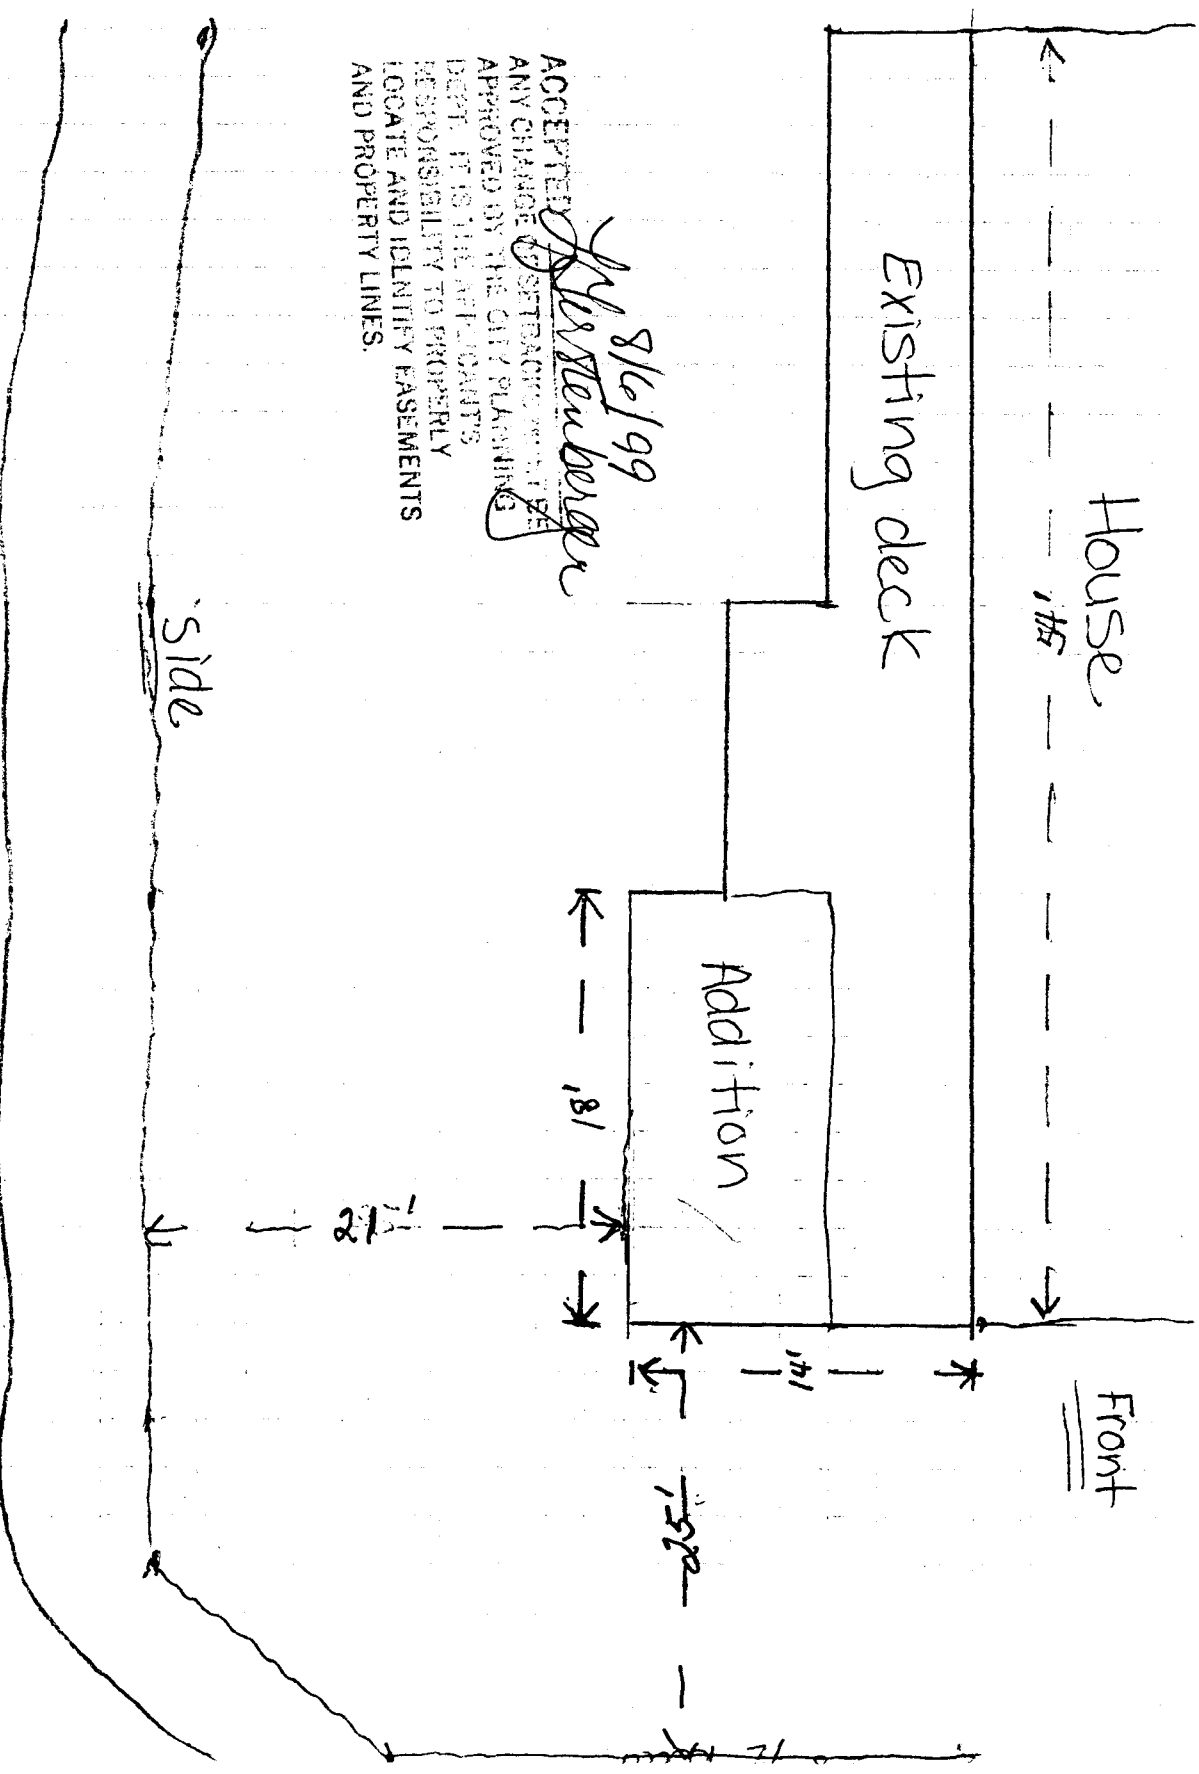 House
54'
Front
Existing deck
14'
Addition
25'
18'
21'
8/6/99
ACCEPTED
ANY CHANGE OF SETBACKS MUST BE
APPROVED BY THE CITY PLANNING
DEPT. IT IS THE APPLICANT'S
RESPONSIBILITY TO PROPERLY
LOCATE AND IDENTIFY EASEMENTS
AND PROPERTY LINES.
Side